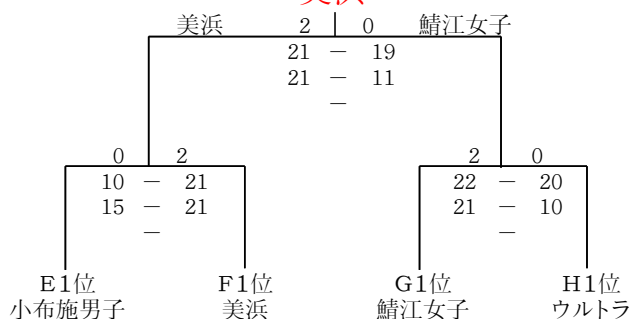 美浜 2 0 鯖江女子
21 － 19
21 － 11
－
0 2 2 0
10 － 21 22 － 20
15 － 21 21 － 10
－ －
E1位 F1位 G1位 H1位
小布施男子 美浜 鯖江女子 ウルトラ